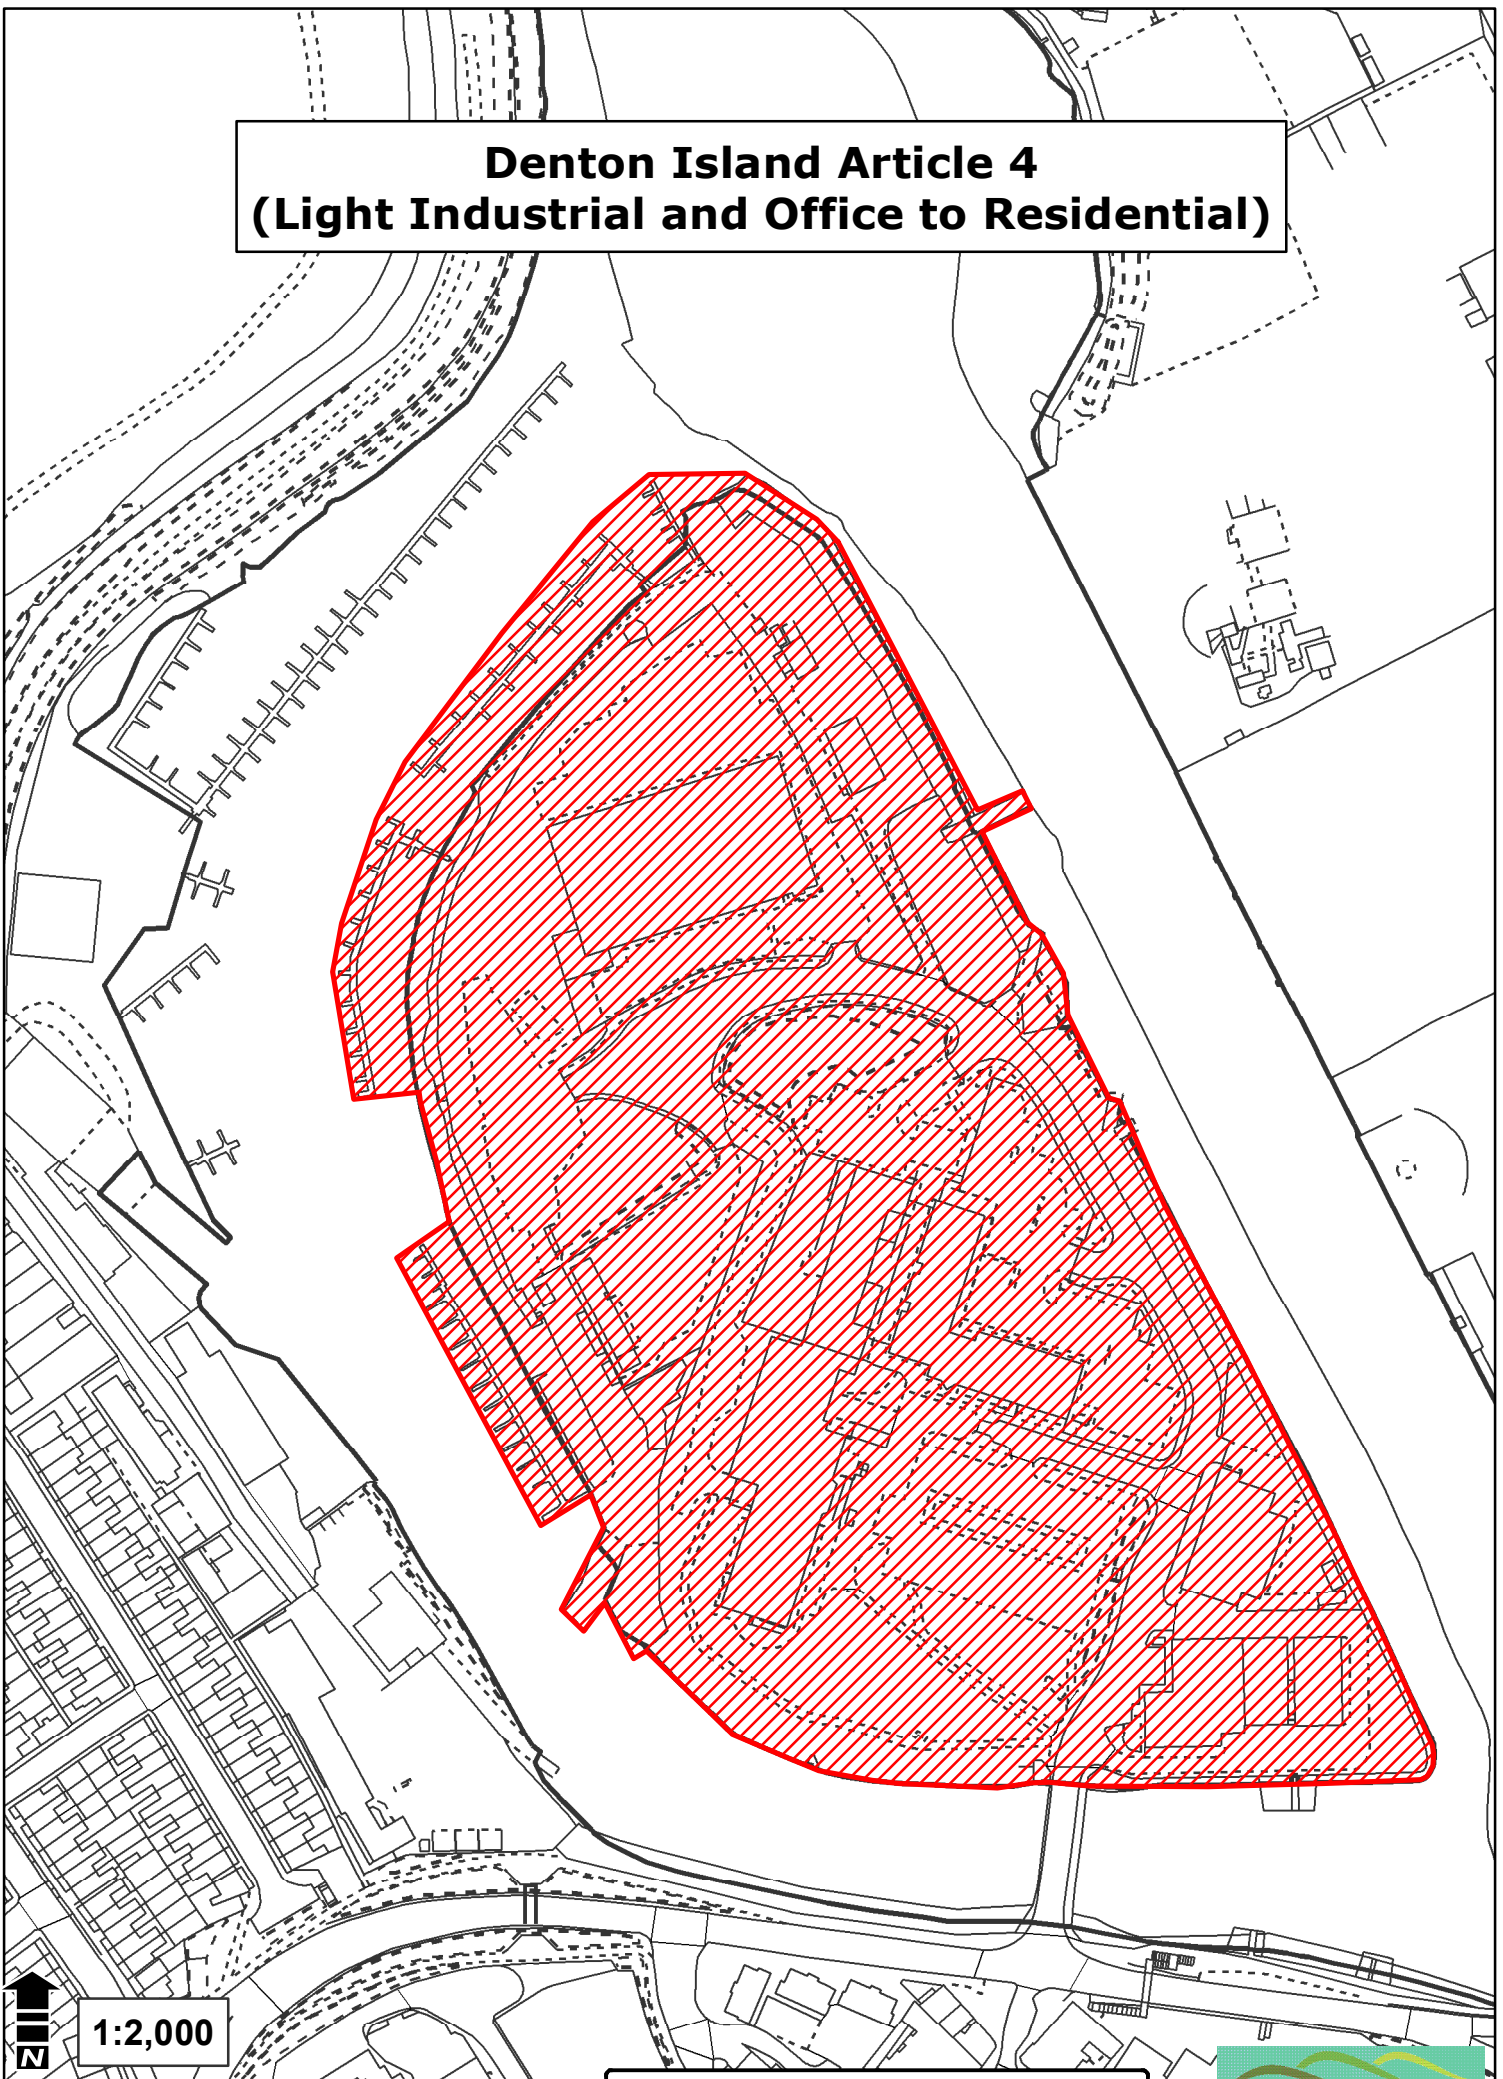 Denton Island Article 4
(Light Industrial and Office to Residential)
1:2,000
N